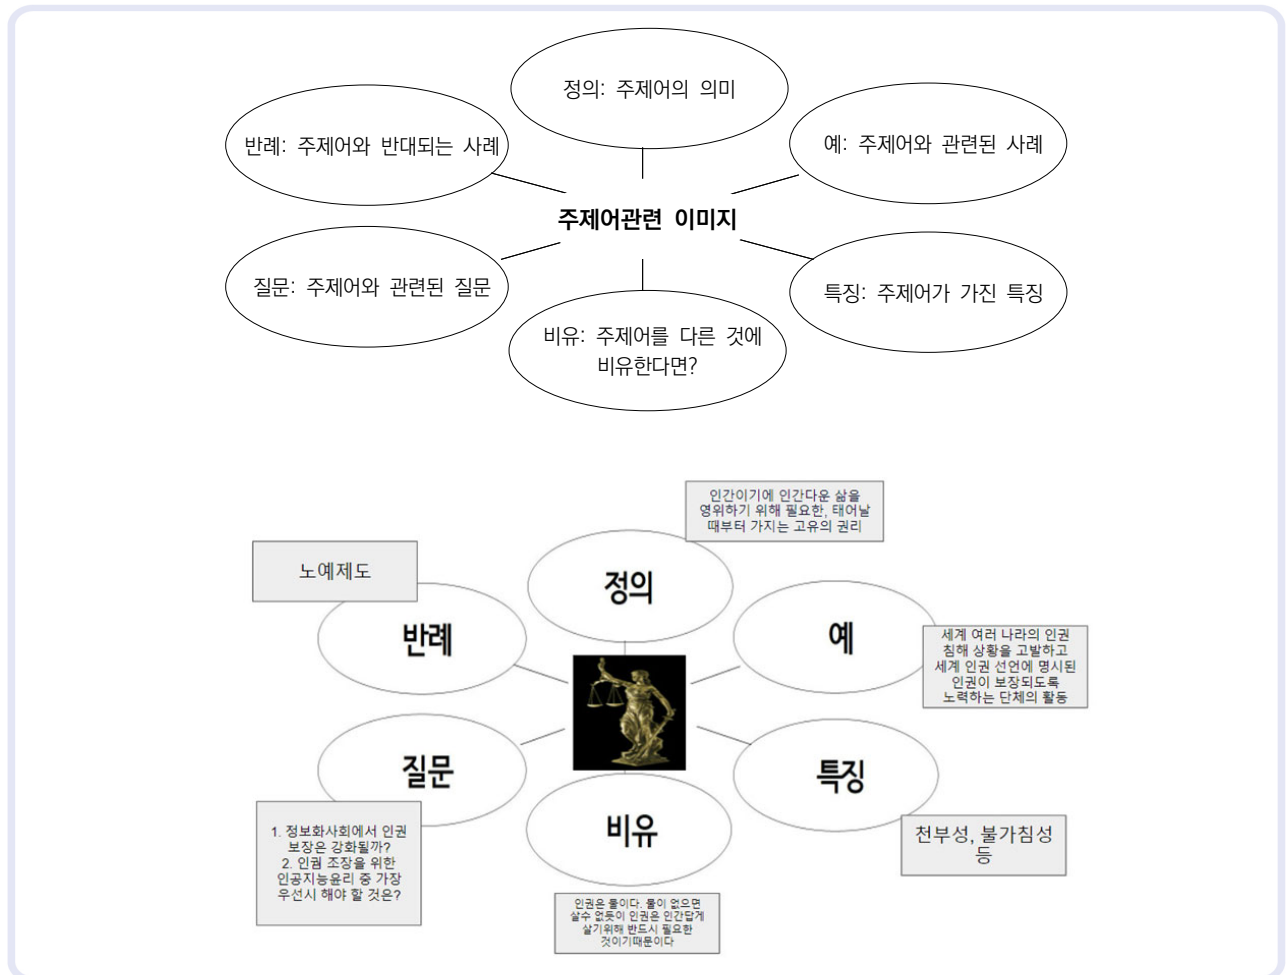 정의: 주제어의 의미
반례: 주제어와 반대되는 사례
예: 주제어와 관련된 사례
주제어관련 이미지
질문: 주제어와 관련된 질문
특징: 주제어가 가진 특징
비유: 주제어를 다른 것에
비유한다면?
인간이기에 인간다운 삶을
영위하기 위해 필요한, 태어날
때부터 가지는 고유의 권리
정의
노예제도
반례
예
세계 여러 나라의 인권
침해 상황을 고발하고
세계 인권 선언에 명시된
인권이 보장되도록
노력하는 단체의 활동
질문
1. 정보화사회에서 인권
보장은 강화될까?
2. 인권 조장을 위한
인공지능윤리 중 가장
우선시 해야 할 것은?
특징
천부성, 불가침성
등
비유
인권은 물이다. 물이 없으면
살수 없듯이 인권은 인간답게
살기위해 반드시 필요한
것이기때문이다